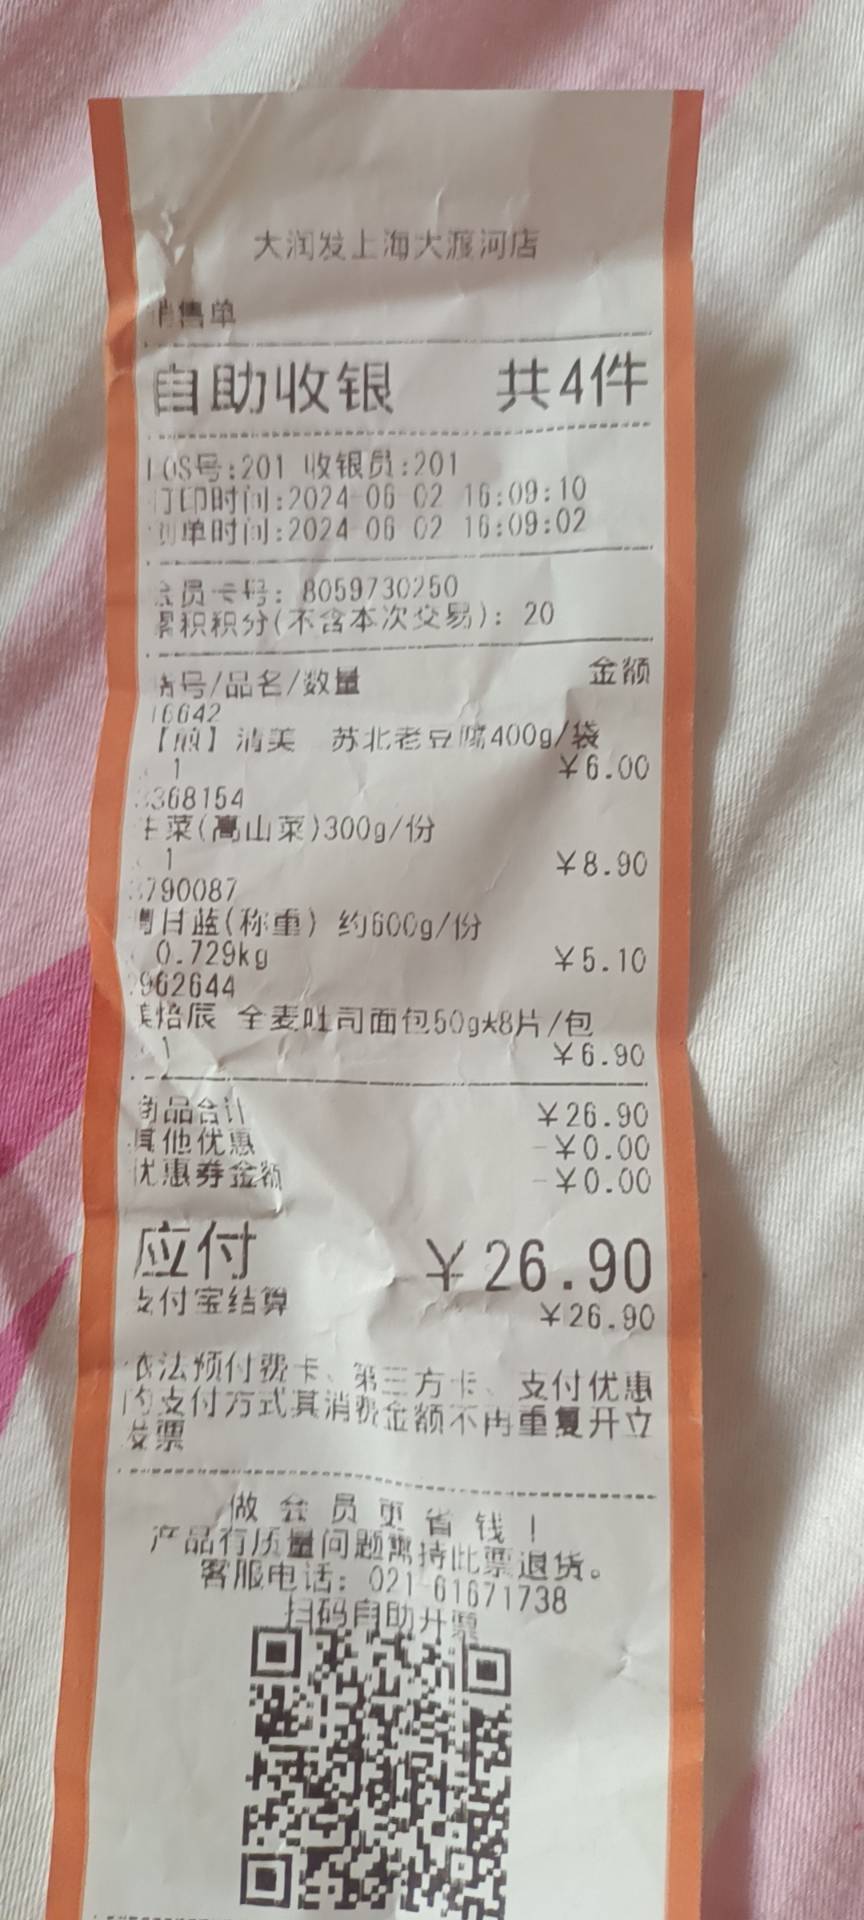 大润发上海大渡河店
销售单
自助收银 共4件
POS号:201 收银员:201
打印时间:2024-06-02 16:09:10
制单时间:2024-06-02 16:09:02
会员卡号: 8059730250
累积积分(不含本次交易): 20
货号/品名/数量 金额
16642
【煎】清美 苏北老豆腐400g/袋
1 ￥6.00
368154
生菜(高山菜)300g/份
1 ￥8.90
790087
甘蓝(称重) 约600g/份
0.729kg ￥5.10
962644
焙辰 全麦吐司面包50g*8片/包
1 ￥6.90
商品合计 ￥26.90
其他优惠 -￥0.00
优惠券金额 -￥0.00
应付 ￥26.90
支付宝结算 ￥26.90
依法预付费卡、第三方卡、支付优惠
的支付方式其消费金额不再重复开立
发票
做会员更省钱!
产品有质量问题需持此票退货。
客服电话: 021-61671738
扫码自助开票